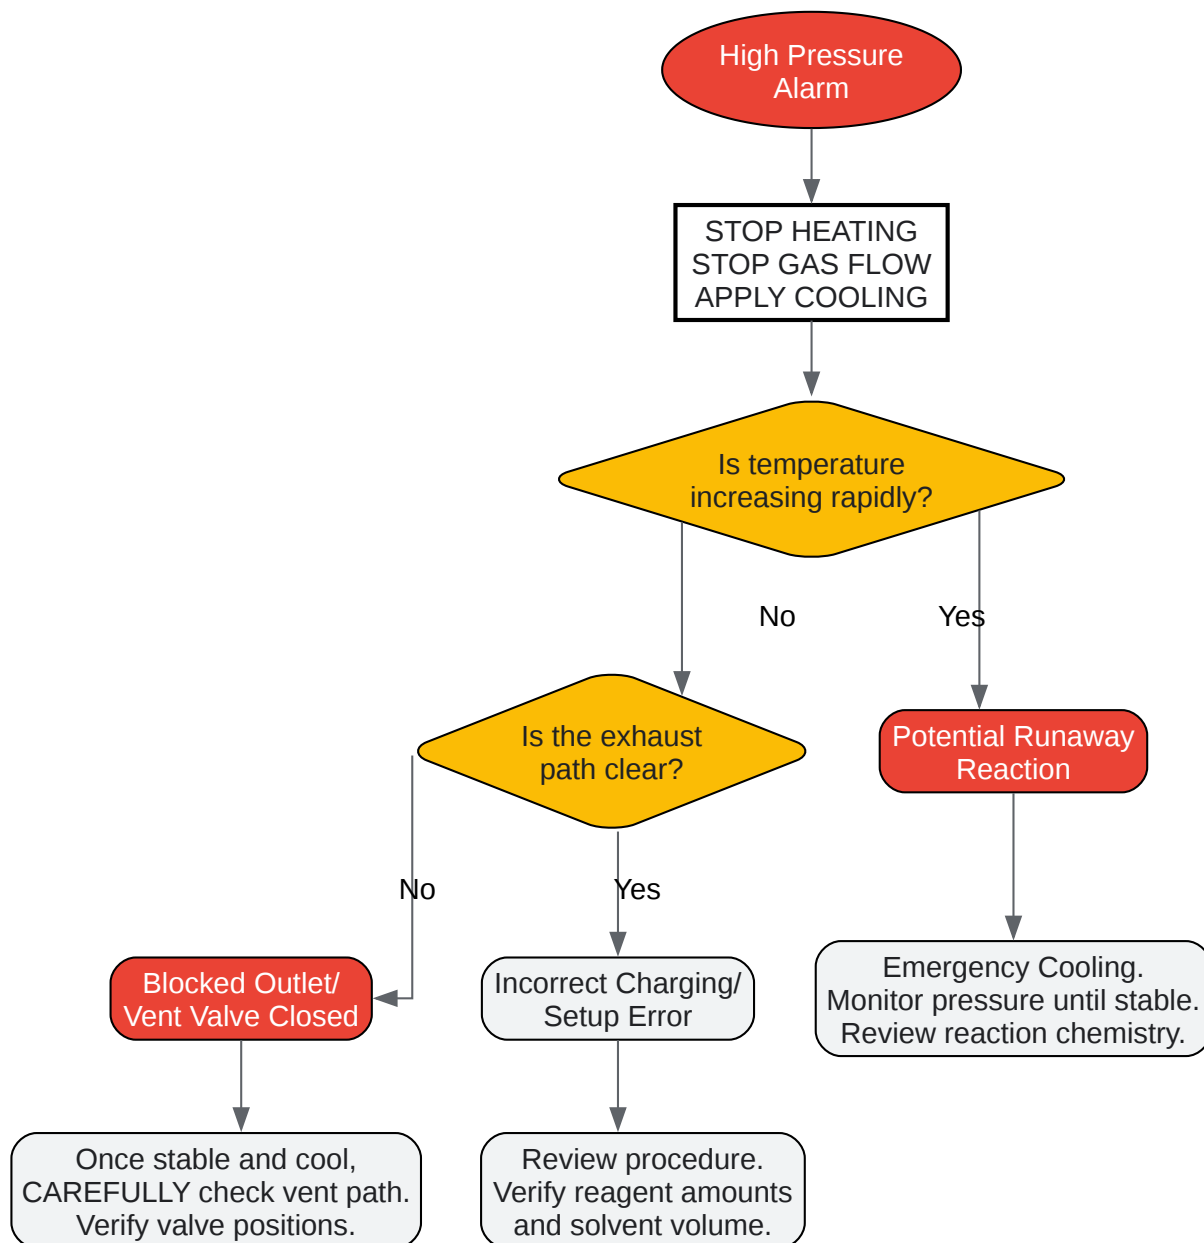 High Pressure
Alarm
STOP HEATING
STOP GAS FLOW
APPLY COOLING
Is temperature
increasing rapidly?
No
Yes
Is the exhaust
path clear?
Potential Runaway
Reaction
No
Yes
Blocked Outlet/
Vent Valve Closed
Incorrect Charging/
Setup Error
Emergency Cooling.
Monitor pressure until stable.
Review reaction chemistry.
Once stable and cool,
CAREFULLY check vent path.
Verify valve positions.
Review procedure.
Verify reagent amounts
and solvent volume.